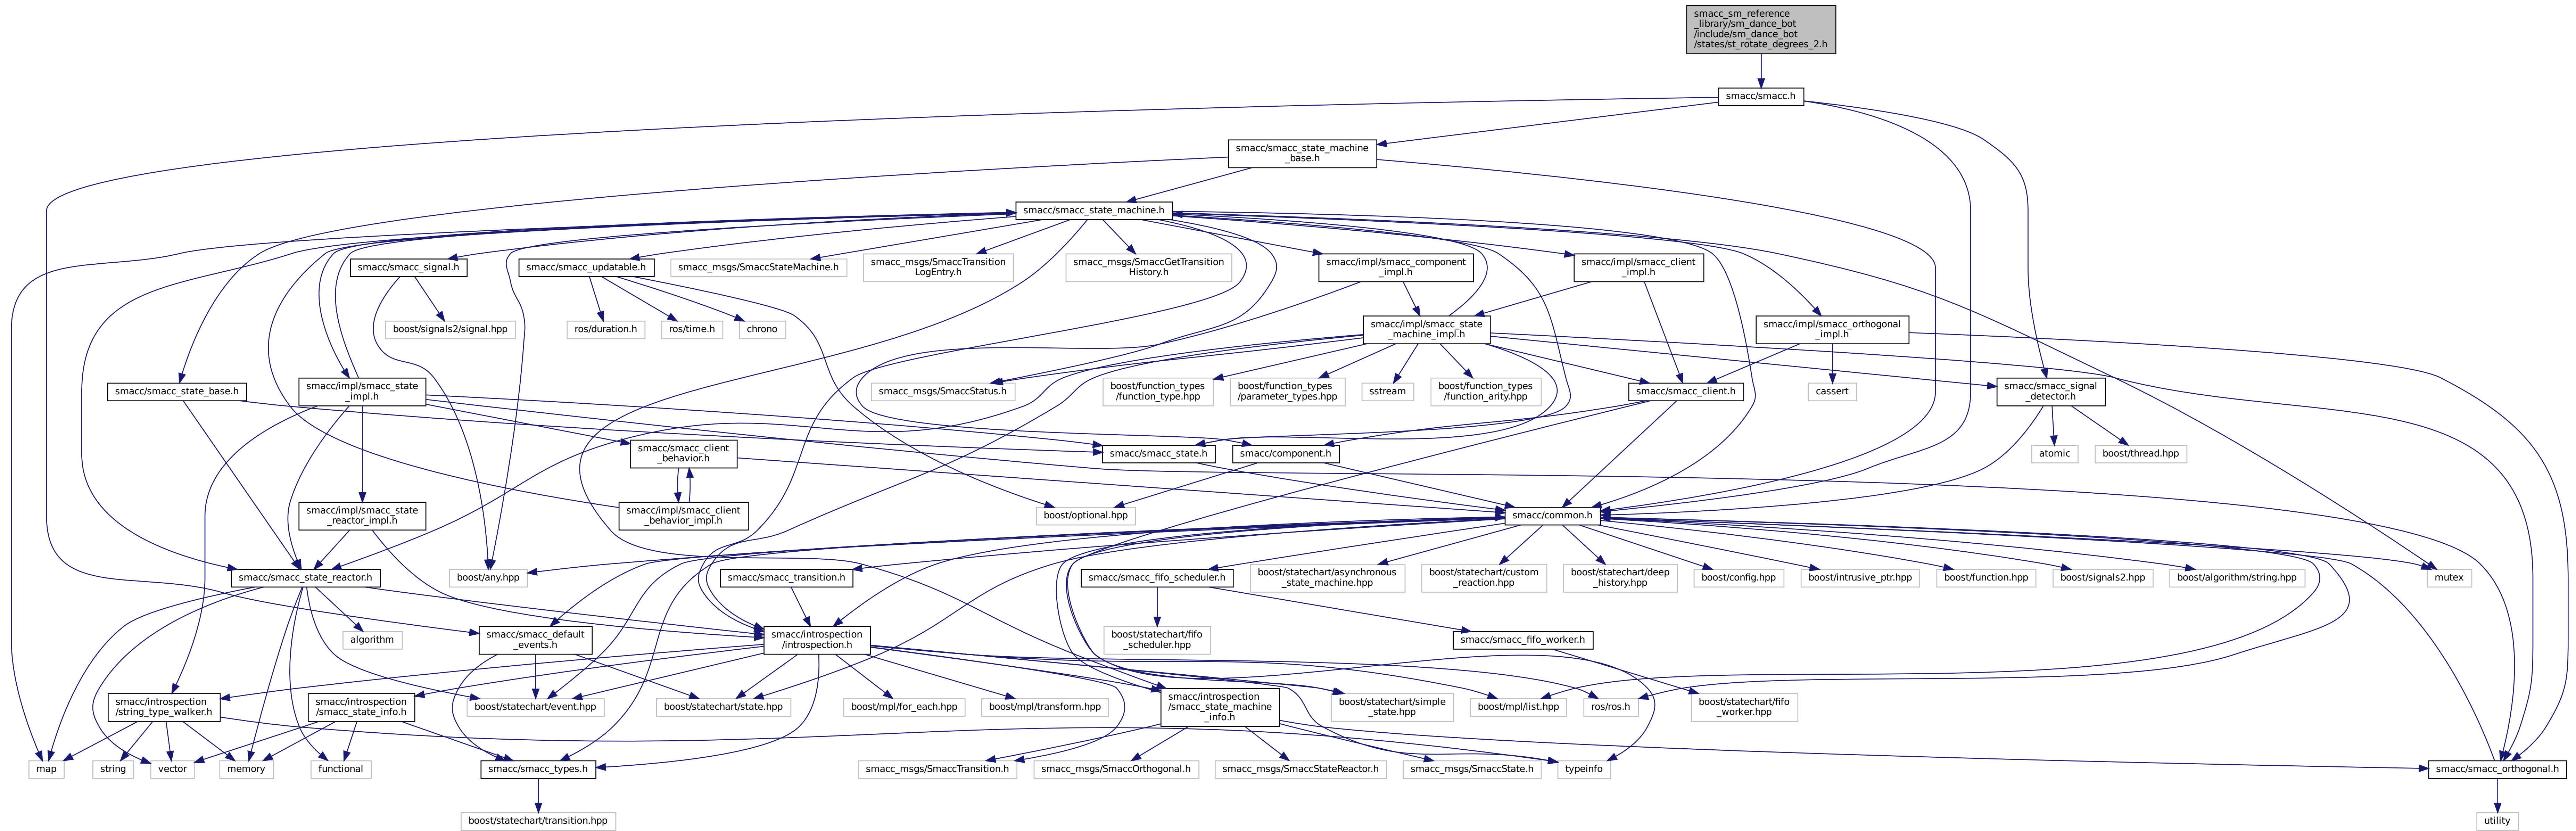 smacc_sm_reference
_library/sm_dance_bot
/include/sm_dance_bot
/states/st_rotate_degrees_2.h
smacc/smacc.h
smacc/smacc_state_machine
_base.h
smacc/smacc_state_machine.h
smacc/smacc_signal.h
smacc/smacc_updatable.h
smacc_msgs/SmaccStateMachine.h
smacc_msgs/SmaccTransition
LogEntry.h
smacc_msgs/SmaccGetTransition
History.h
smacc/impl/smacc_component
_impl.h
smacc/impl/smacc_client
_impl.h
boost/signals2/signal.hpp
ros/duration.h
ros/time.h
chrono
smacc/impl/smacc_state
_machine_impl.h
smacc/impl/smacc_orthogonal
_impl.h
smacc/smacc_state_base.h
smacc/impl/smacc_state
_impl.h
smacc_msgs/SmaccStatus.h
boost/function_types
/function_type.hpp
boost/function_types
/parameter_types.hpp
sstream
boost/function_types
/function_arity.hpp
smacc/smacc_client.h
cassert
smacc/smacc_signal
_detector.h
smacc/smacc_client
_behavior.h
smacc/smacc_state.h
smacc/component.h
atomic
boost/thread.hpp
smacc/impl/smacc_state
_reactor_impl.h
smacc/impl/smacc_client
_behavior_impl.h
boost/optional.hpp
smacc/common.h
smacc/smacc_state_reactor.h
boost/any.hpp
smacc/smacc_transition.h
smacc/smacc_fifo_scheduler.h
boost/statechart/asynchronous
_state_machine.hpp
boost/statechart/custom
_reaction.hpp
boost/statechart/deep
_history.hpp
boost/config.hpp
boost/intrusive_ptr.hpp
boost/function.hpp
boost/signals2.hpp
boost/algorithm/string.hpp
mutex
algorithm
smacc/smacc_default
_events.h
smacc/introspection
/introspection.h
boost/statechart/fifo
_scheduler.hpp
smacc/smacc_fifo_worker.h
smacc/introspection
/string_type_walker.h
smacc/introspection
/smacc_state_info.h
boost/statechart/event.hpp
boost/statechart/state.hpp
boost/mpl/for_each.hpp
boost/mpl/transform.hpp
smacc/introspection
/smacc_state_machine
_info.h
boost/statechart/simple
_state.hpp
boost/mpl/list.hpp
ros/ros.h
boost/statechart/fifo
_worker.hpp
map
string
vector
memory
functional
smacc/smacc_types.h
smacc_msgs/SmaccTransition.h
smacc_msgs/SmaccOrthogonal.h
smacc_msgs/SmaccStateReactor.h
smacc_msgs/SmaccState.h
typeinfo
smacc/smacc_orthogonal.h
boost/statechart/transition.hpp
utility